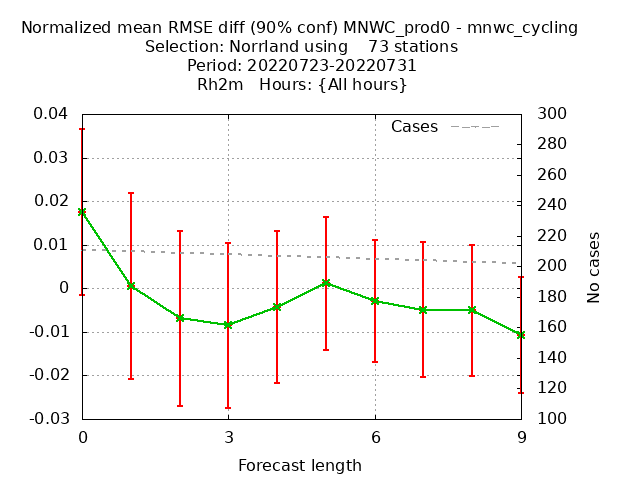 Normalized mean RMSE diff (90% conf) MNWC_prod0 - mnwc_cycling
Selection: Norrland using    73 stations
Period: 20220723-20220731
Rh2m   Hours: {All hours}
Cases
0.04
0.03
0.02
0.01
0
-0.01
-0.02
-0.03
300
280
260
240
220
200
180
160
140
120
100
No cases
0 3 6 9
Forecast length